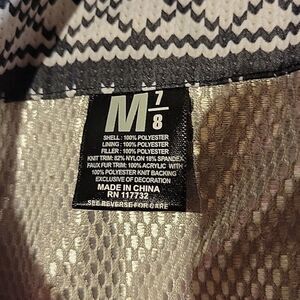 M 7/8
SHELL: 100% POLYESTER
LINING: 100% POLYESTER
FILLER: 100% POLYESTER
KNIT TRIM: 82% NYLON 18% SPANDEX
FAUX FUR TRIM: 100% ACRYLIC WITH
100% POLYESTER KNIT BACKING
EXCLUSIVE OF DECORATION
MADE IN CHINA
RN 117732
SEE REVERSE FOR CARE